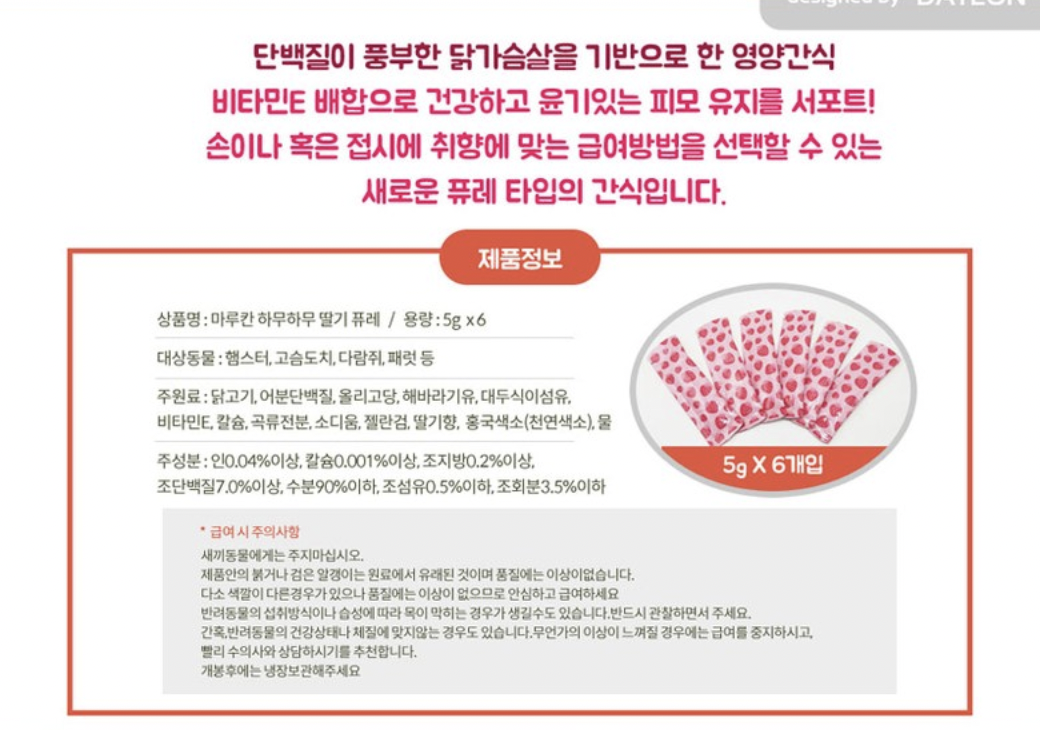 designed by DAYEON
단백질이 풍부한 닭가슴살을 기반으로 한 영양간식
비타민E 배합으로 건강하고 윤기있는 피모 유지를 서포트!
손이나 혹은 접시에 취향에 맞는 급여방법을 선택할 수 있는
새로운 퓨레 타입의 간식입니다.
제품정보
상품명 : 마루칸 하무하무 딸기 퓨레 / 용량 : 5g x 6
대상동물 : 햄스터, 고슴도치, 다람쥐, 패럿 등
주원료 : 닭고기, 어분단백질, 올리고당, 해바라기유, 대두식이섬유,
비타민E, 칼슘, 곡류전분, 소디움, 젤란검, 딸기향, 홍국색소(천연색소), 물
주성분 : 인0.04%이상, 칼슘0.001%이상, 조지방0.2%이상,
조단백질7.0%이상, 수분90%이하, 조섬유0.5%이하, 조회분3.5%이하
5g X 6개입
* 급여 시 주의사항
새끼동물에게는 주지마십시오.
제품안의 붉거나 검은 알갱이는 원료에서 유래된 것이며 품질에는 이상이없습니다.
다소 색깔이 다른경우가 있으나 품질에는 이상이 없으므로 안심하고 급여하세요
반려동물의 섭취방식이나 습성에 따라 목이 막히는 경우가 생길수도 있습니다.반드시 관찰하면서 주세요.
간혹,반려동물의 건강상태나 체질에 맞지않는 경우도 있습니다.무언가의 이상이 느껴질 경우에는 급여를 중지하시고,
빨리 수의사와 상담하시기를 추천합니다.
개봉후에는 냉장보관해주세요